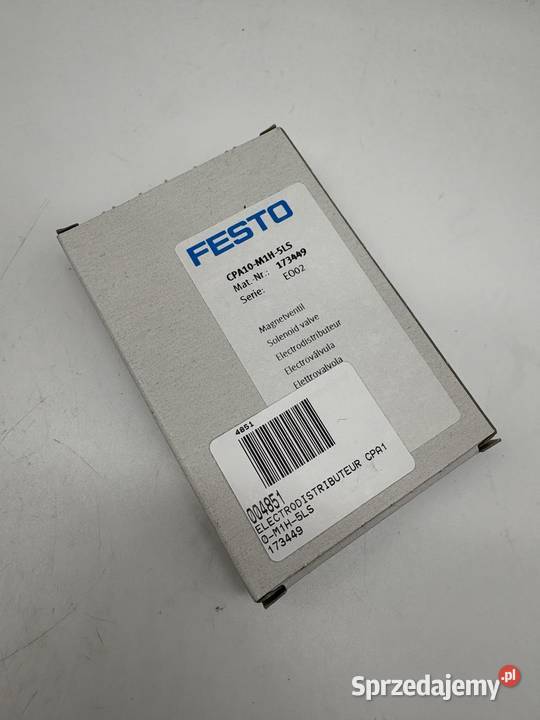 FESTO
CPA10-M1H-5LS
Mat.-Nr.: 173449
Serie: EO02
Magnetventil
Solenoid valve
Electrodistributeur
Electroválvula
Elettrovalvola
4851
004851
ELECTRODISTRIBUTEUR CPA1
0-M1H-5LS
173449
Sprzedajemy.pl